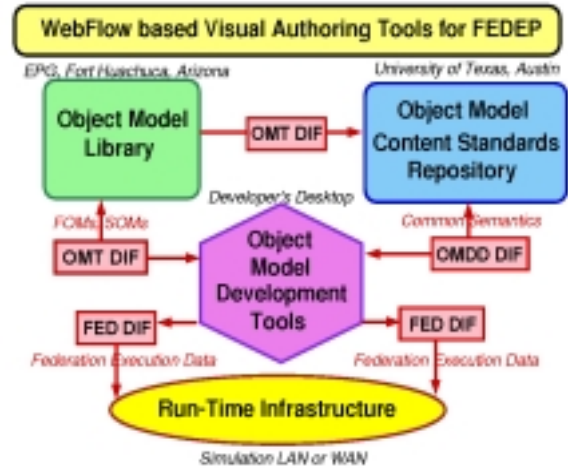 WebFlow based Visual Authoring Tools for FEDEP
EPG, Fort Huachuca, Arizona
University of Texas, Austin
Object Model
Library
OMT DIF
Object Model
Content Standards
Repository
Developer's Desktop
FOMs, SOMs
Common Semantics
OMT DIF
Object
Model
Development
Tools
OMDD DIF
FED DIF
FED DIF
Federation Execution Data
Federation Execution Data
Run-Time Infrastructure
Simulation LAN or WAN